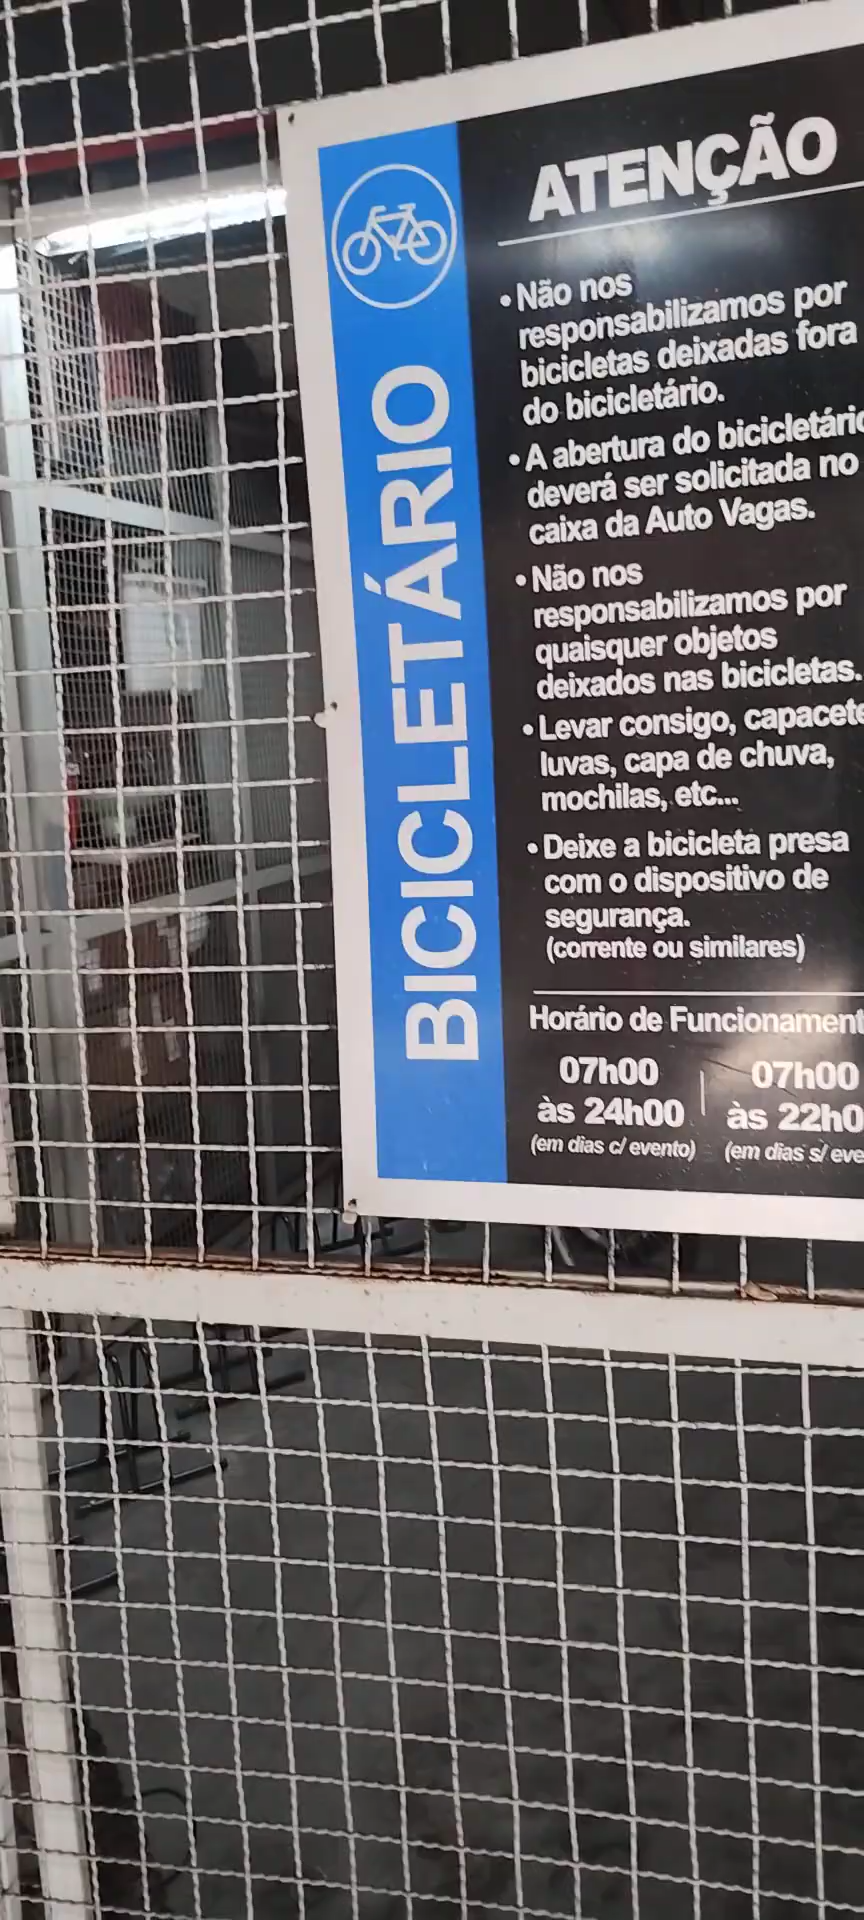 BICICLETÁRIO
ATENÇÃO
• Não nos
responsabilizamos por
bicicletas deixadas fora
do bicicletário.
• A abertura do bicicletário
deverá ser solicitada no
caixa da Auto Vagas.
• Não nos
responsabilizamos por
quaisquer objetos
deixados nas bicicletas.
• Levar consigo, capacete
luvas, capa de chuva,
mochilas, etc...
• Deixe a bicicleta presa
com o dispositivo de
segurança.
(corrente ou similares)
Horário de Funcionament
07h00 | 07h00
às 24h00 às 22h0
(em dias c/ evento) (em dias s/ eve